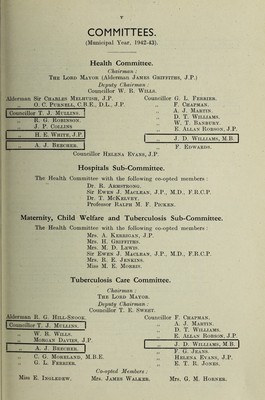 v
COMMITTEES.
(Municipal Year, 1942-43).
Health Committee.
Chairman :
THE LORD MAYOR (Alderman JAMES GRIFFITHS, J.P.)
Deputy Chairman :
Councillor W. R. WILLS.
Alderman Sir CHARLES MELHUISH, J.P.
„ O. C. PURNELL, C.B.E., D.L., J.P.
Councillor T. J. MULLINS.
„ R. G. ROBINSON.
„ J. P. COLLINS
„ H. E. WHITE, J.P.
„ A. J. BEECHER.
Councillor G. L. FERRIER.
„ F. CHAPMAN.
„ A. J. MARTIN.
„ D. T. WILLIAMS.
„ W. T. BANBURY.
„ E. ALLAN ROBSON, J.P.
„ J. D. WILLIAMS, M.B.
„ P. EDWARDS.
Councillor HELENA EVANS, J.P.
Hospitals Sub-Committee.
The Health Committee with the following co-opted members :
Dr. R. ARMSTRONG.
Sir EWEN J. MACLEAN, J.P., M.D., F.R.C.P.
Dr. T. MCKELVEY.
Professor RALPH M. F. PICKEN.
Maternity, Child Welfare and Tuberculosis Sub-Committee.
The Health Committee with the following co-opted members :
Mrs. A. KERRIGAN, J.P.
Mrs. H. GRIFFITHS.
Mrs. M. D. LEWIS.
Sir EWEN J. MACLEAN, J.P., M.D., F.R.C.P.
Mrs. R. E. JENKINS.
Miss M. E. MORRIS.
Tuberculosis Care Committee.
Chairman :
THE LORD MAYOR.
Deputy Chairman :
Councillor T. E. SWEET.
Alderman R. G. HILL-SNOOK.
Councillor T. J. MULLINS.
„ W. R. WILLS.
„ MORGAN DAVIES, J.P.
„ A. J. BEECHER.
„ C. G. MORELAND, M.B.E.
„ G. L. FERRIER.
Councillor F. CHAPMAN.
„ A. J. MARTIN.
„ D. T. WILLIAMS.
„ E. ALLAN ROBSON, J.P.
„ J. D. WILLIAMS, M.B.
„ F. G. JEANS.
„ HELENA EVANS, J.P.
„ E. T. R. JONES.
Co-opted Members :
Miss E. INGLEDEW. Mrs. JAMES WALKER. Mrs. G. M. HORNER.